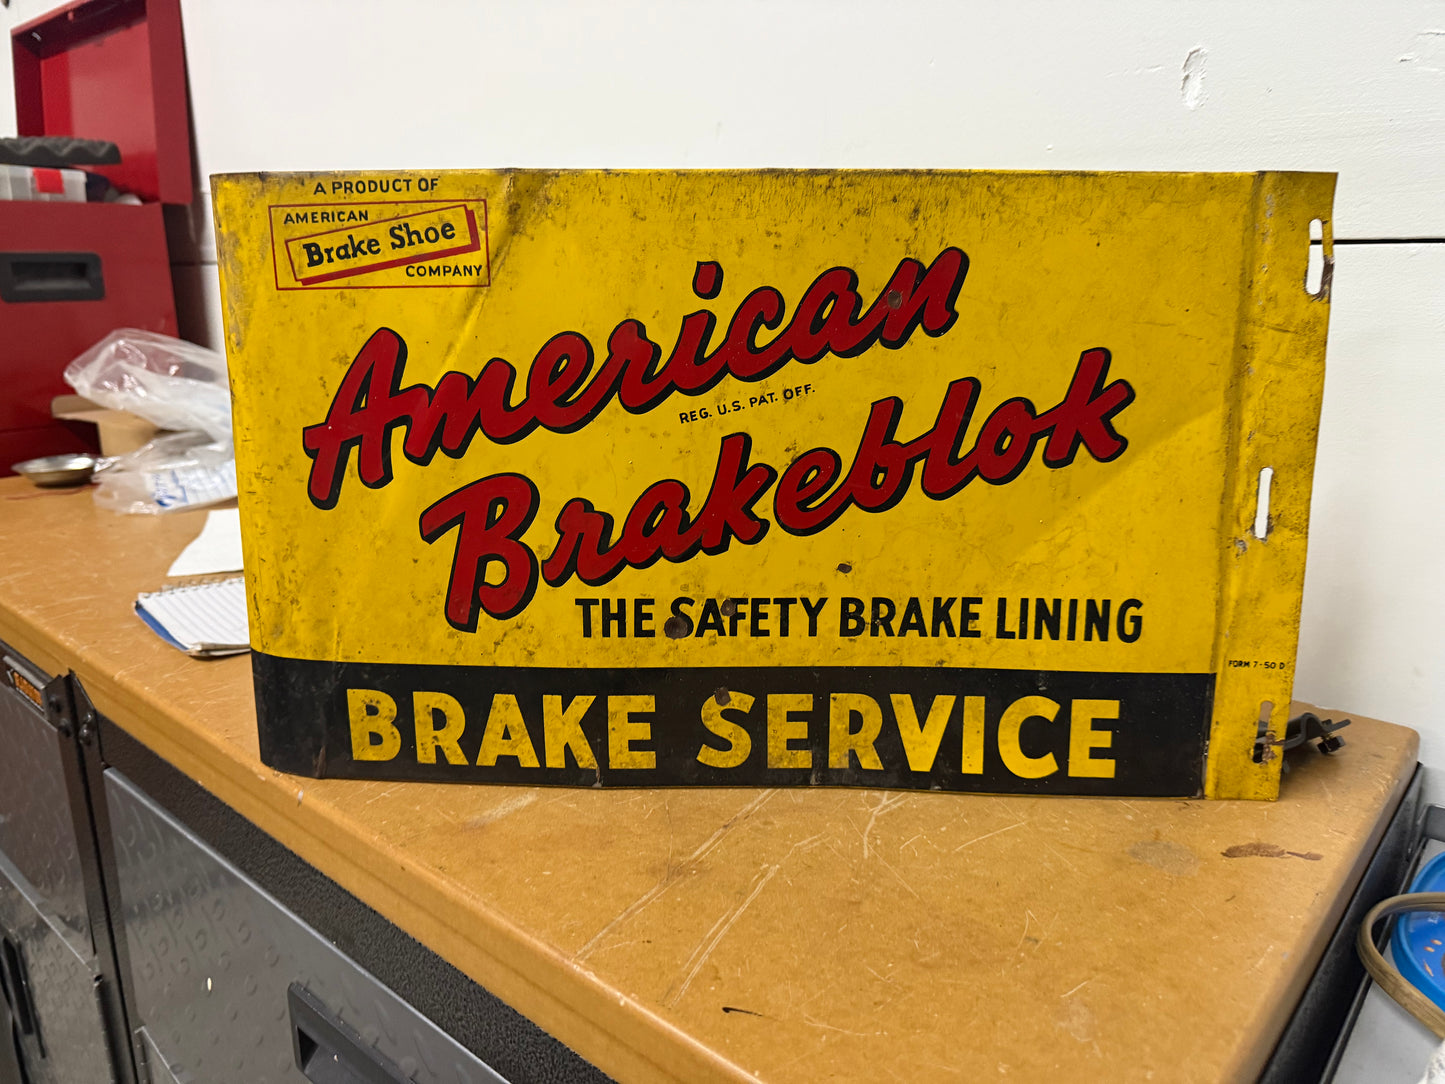 A PRODUCT OF
AMERICAN
Brake Shoe
COMPANY
American
REG. U.S. PAT. OFF.
Brakeblok
THE SAFETY BRAKE LINING
FORM 7-50 D
BRAKE SERVICE